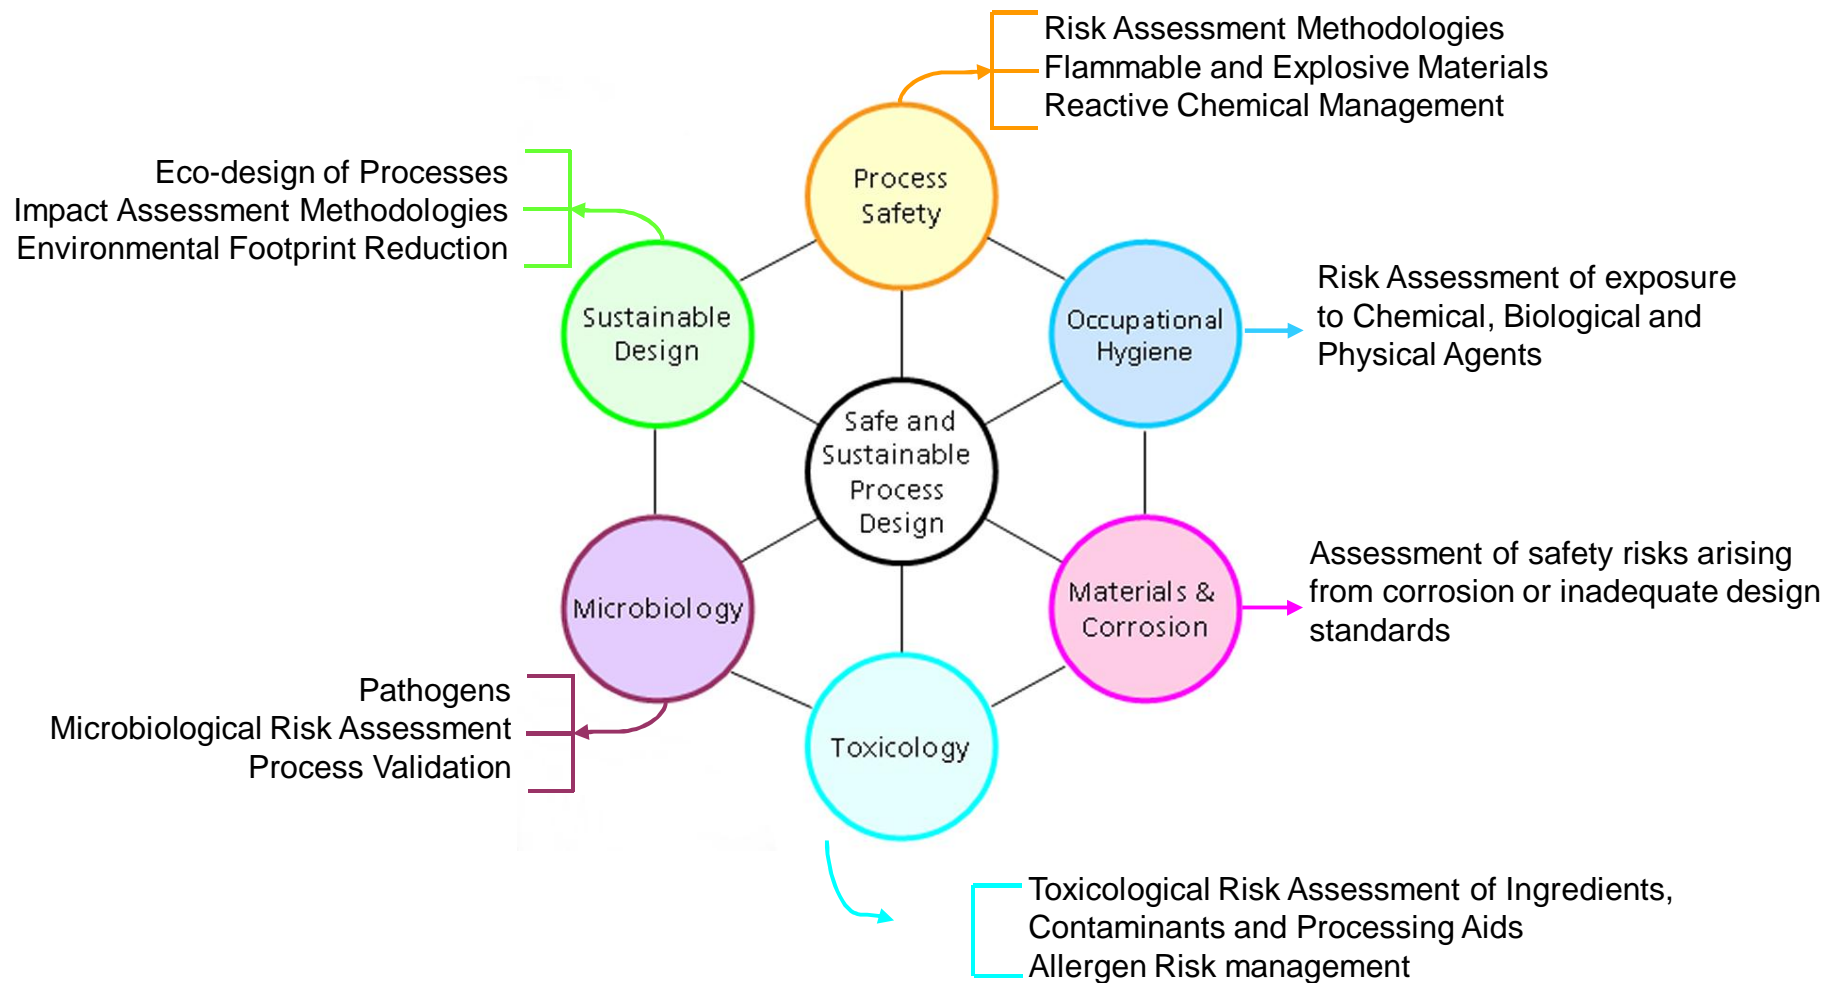 Risk Assessment Methodologies
Flammable and Explosive Materials
Reactive Chemical Management
Process
Safety
Eco-design of Processes
Impact Assessment Methodologies
Environmental Footprint Reduction
Sustainable
Design
Occupational
Hygiene
Risk Assessment of exposure
to Chemical, Biological and
Physical Agents
Safe and
Sustainable
Process
Design
Microbiology
Materials &
Corrosion
Assessment of safety risks arising
from corrosion or inadequate design
standards
Pathogens
Microbiological Risk Assessment
Process Validation
Toxicology
Toxicological Risk Assessment of Ingredients,
Contaminants and Processing Aids
Allergen Risk management